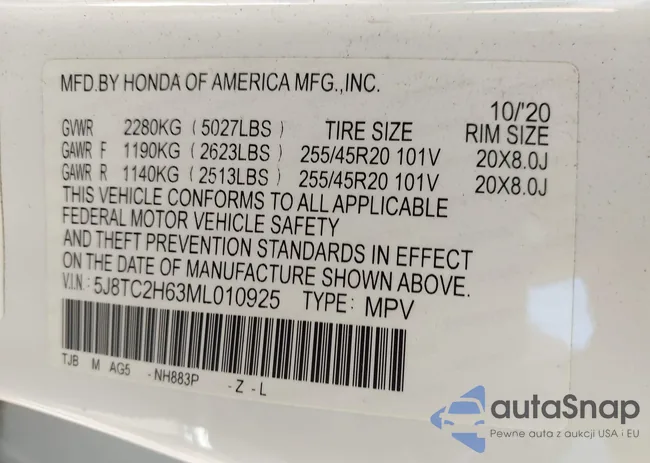 MFD.BY HONDA OF AMERICA MFG.,INC.
10/'20
GVWR 2280KG (5027LBS) TIRE SIZE RIM SIZE
GAWR F 1190KG (2623LBS) 255/45R20 101V 20X8.0J
GAWR R 1140KG (2513LBS) 255/45R20 101V 20X8.0J
THIS VEHICLE CONFORMS TO ALL APPLICABLE
FEDERAL MOTOR VEHICLE SAFETY
AND THEFT PREVENTION STANDARDS IN EFFECT
ON THE DATE OF MANUFACTURE SHOWN ABOVE.
V.I.N.: 5J8TC2H63ML010925 TYPE: MPV
TJB M AG5 -NH883P -Z-L
autaSnap
Pewne auta z aukcji USA i EU